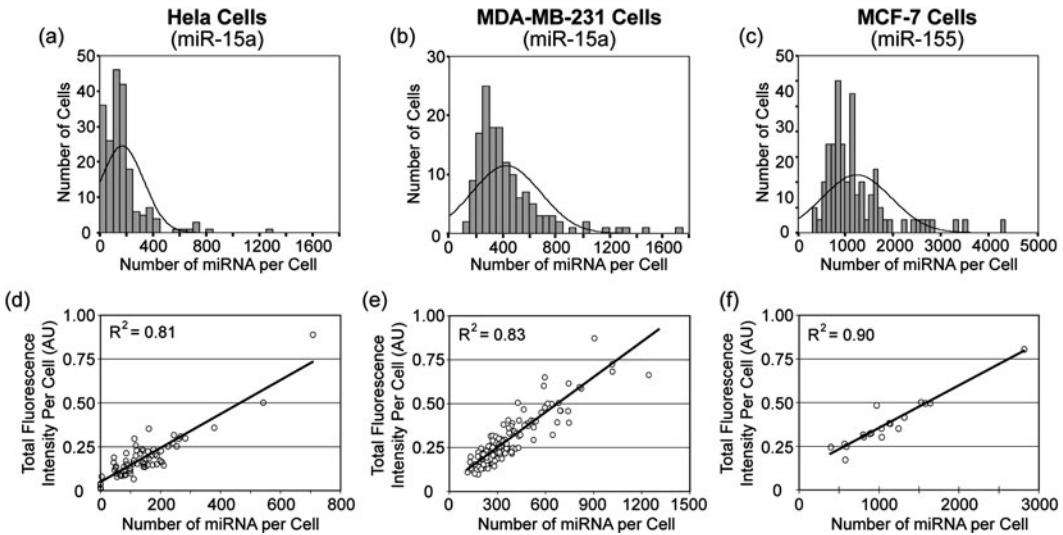 Hela Cells
(miR-15a)
MDA-MB-231 Cells
(miR-15a)
MCF-7 Cells
(miR-155)
(a)
Number of Cells
50
40
30
20
10
0
0 400 800 1200 1600
Number of miRNA per Cell
(b)
Number of Cells
30
20
10
0
0 400 800 1200 1600
Number of miRNA per Cell
(c)
Number of Cells
50
40
30
20
10
0
0 1000 2000 3000 4000 5000
Number of miRNA per Cell
(d)
Total Fluorescence
Intensity Per Cell (AU)
R² = 0.81
1.00
0.75
0.50
0.25
0
0 200 400 600 800
Number of miRNA per Cell
(e)
Total Fluorescence
Intensity Per Cell (AU)
R² = 0.83
1.00
0.75
0.50
0.25
0
0 300 600 900 1200 1500
Number of miRNA per Cell
(f)
Total Fluorescence
Intensity Per Cell (AU)
R² = 0.90
1.00
0.75
0.50
0.25
0
0 1000 2000 3000
Number of miRNA per Cell